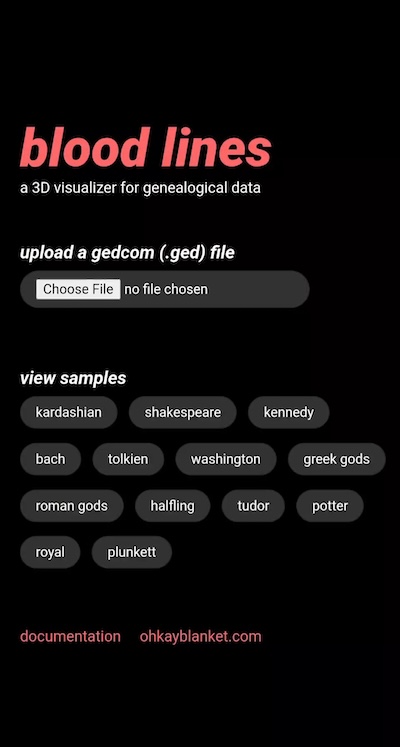 blood lines
a 3D visualizer for genealogical data
upload a gedcom (.ged) file
Choose File no file chosen
view samples
kardashian shakespeare kennedy
bach tolkien washington greek gods
roman gods halfling tudor potter
royal plunkett
documentation ohkayblanket.com